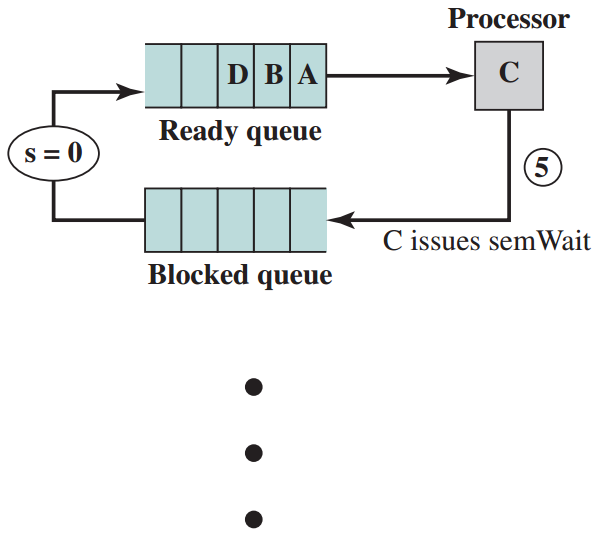 Processor
D B A
C
Ready queue
s = 0
5
C issues semWait
Blocked queue